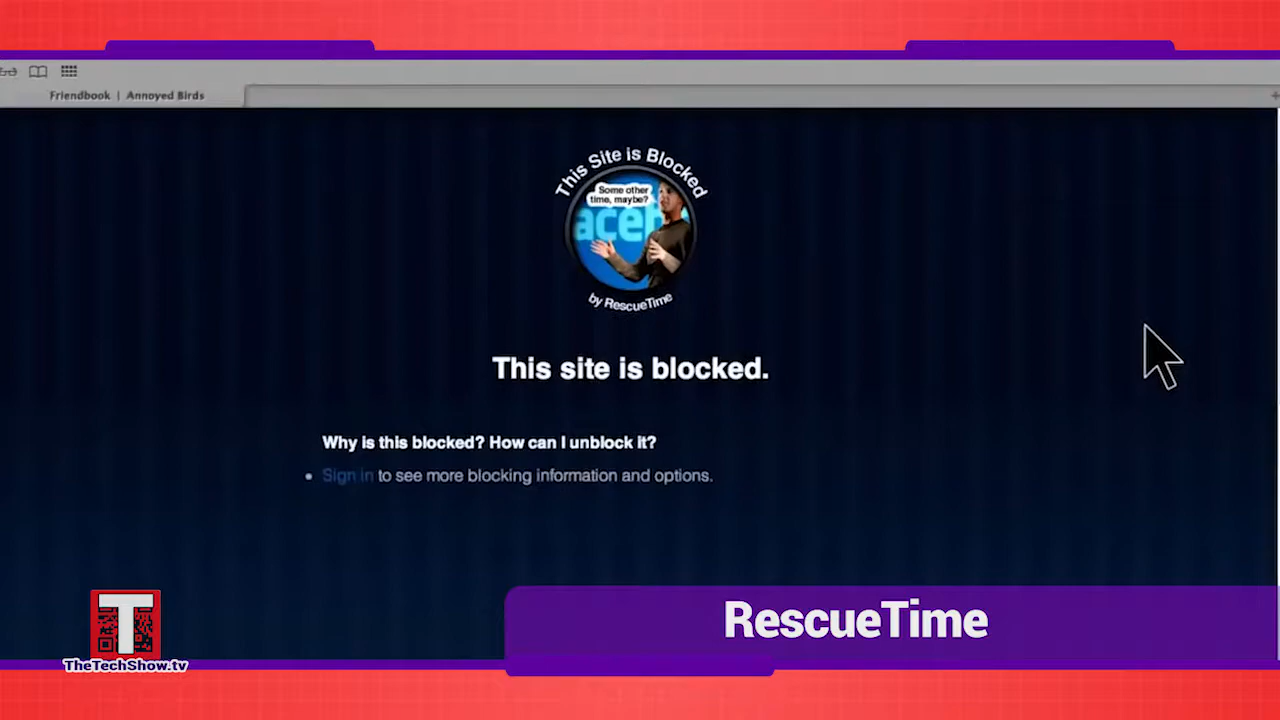 Friendbook | Annoyed Birds
This Site is Blocked
Some other
time, maybe?
aceb
by RescueTime
This site is blocked.
Why is this blocked? How can I unblock it?
• Sign in to see more blocking information and options.
RescueTime
T
TheTechShow.tv